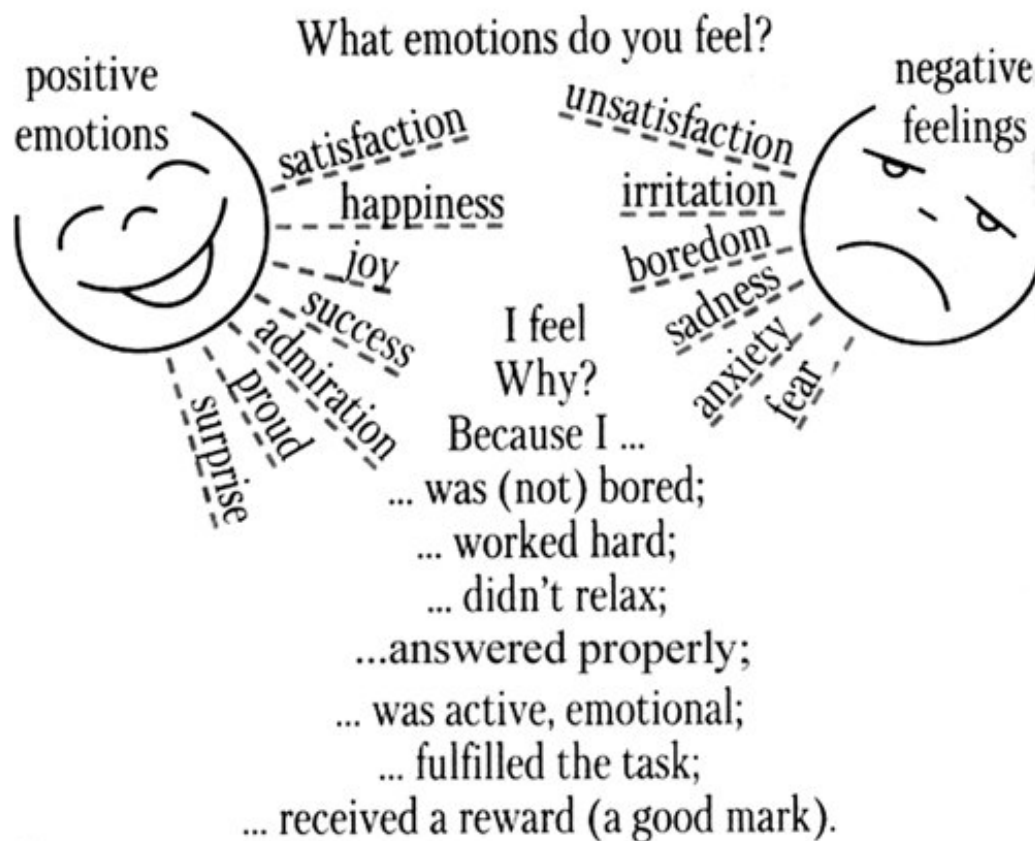 What emotions do you feel?
positive
emotions
satisfaction
happiness
joy
success
admiration
proud
surprise
negative
feelings
unsatisfaction
irritation
boredom
sadness
anxiety
fear
I feel
Why?
Because I ...
... was (not) bored;
... worked hard;
... didn't relax;
...answered properly;
... was active, emotional;
... fulfilled the task;
... received a reward (a good mark).